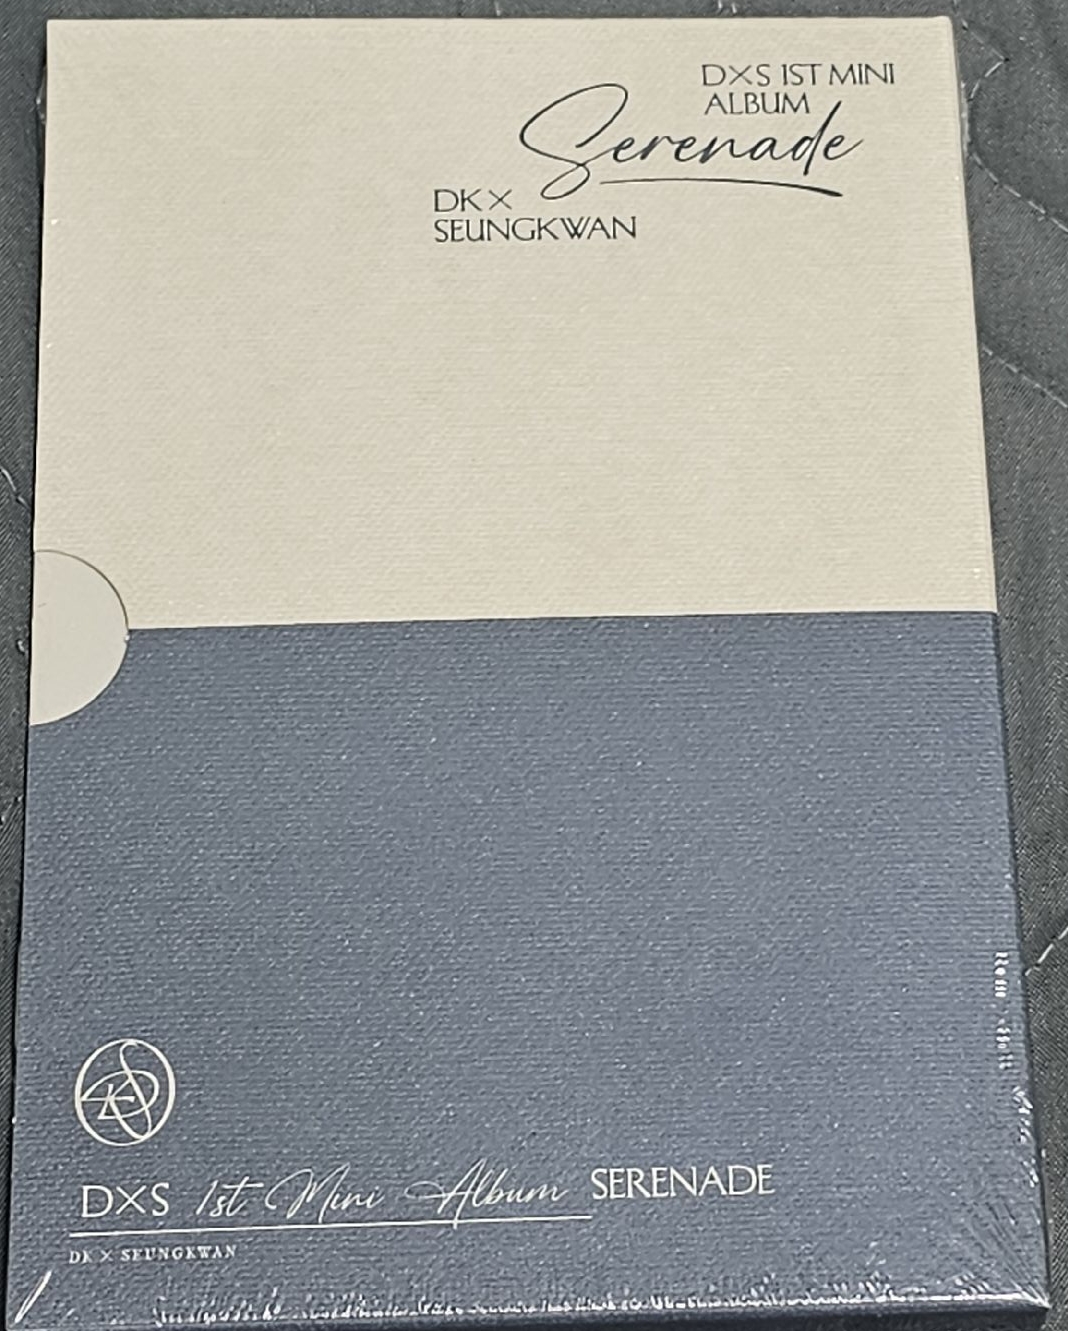 DXS 1ST MINI
ALBUM
Serenade
DK X
SEUNGKWAN
DXS 1st Mini Album SERENADE
DK X SEUNGKWAN